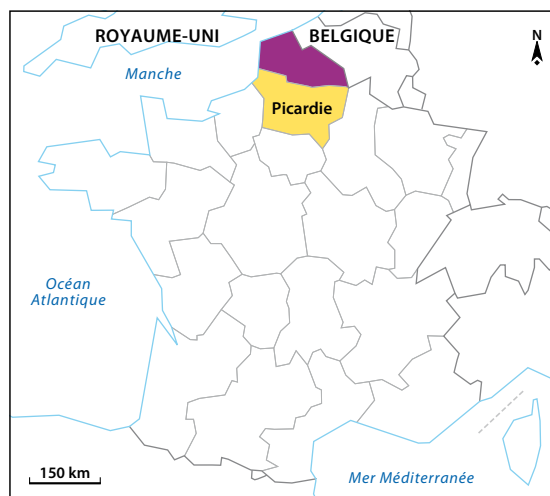 ROYAUME-UNI
BELGIQUE
N
Manche
Picardie
Océan
Atlantique
150 km
Mer Méditerranée